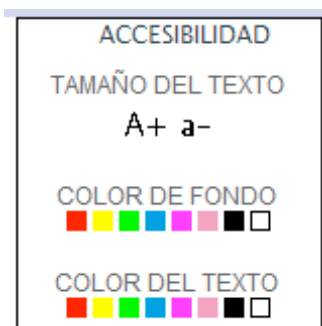 ACCESIBILIDAD
TAMAÑO DEL TEXTO
A+ a-
COLOR DE FONDO
COLOR DEL TEXTO